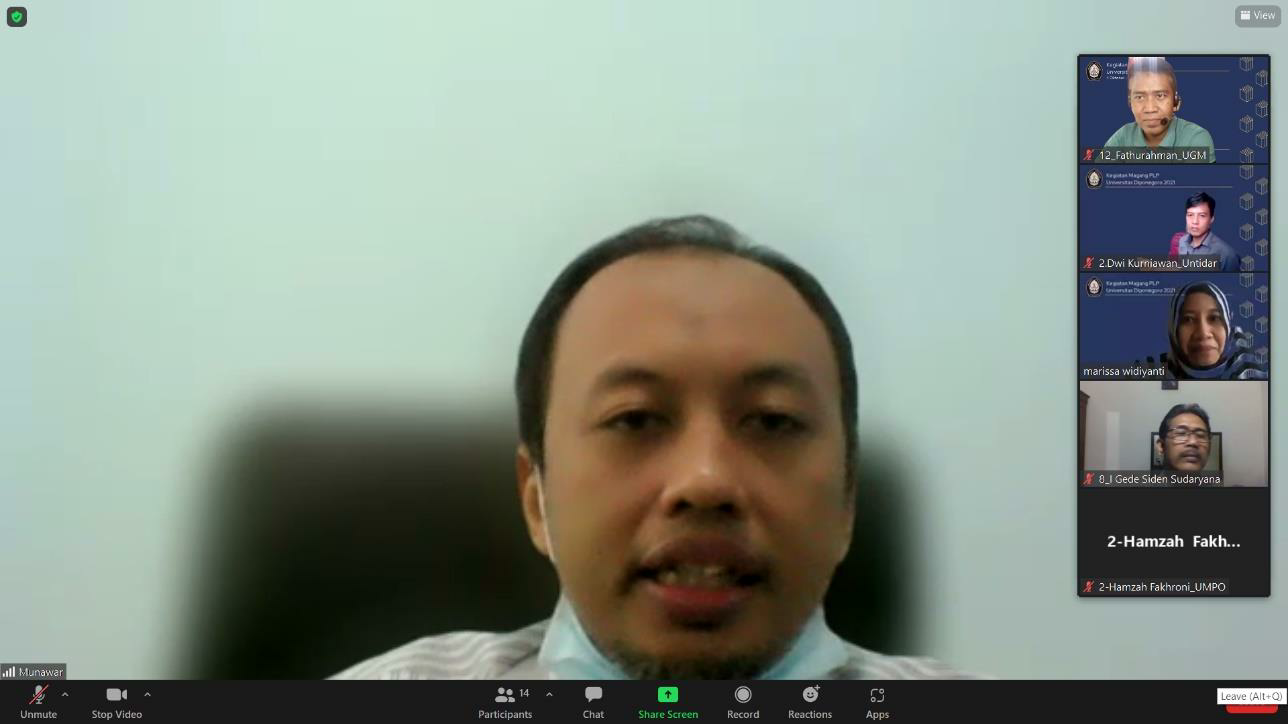 View
Kegiatan
Universit
12_Fathurahman_UGM
Kegiatan Magang PLP
Universitas Diponegoro 2021
2.Dwi Kurniawan_Untidar
Kegiatan Magang PLP
Universitas Diponegoro 2021
marissa widiyanti
8_I Gede Siden Sudaryana
2-Hamzah Fakh...
2-Hamzah Fakhroni_UMPO
Munawar
Unmute
Stop Video
14
Participants
Chat
Share Screen
Record
Reactions
Apps
Leave (Alt+Q)